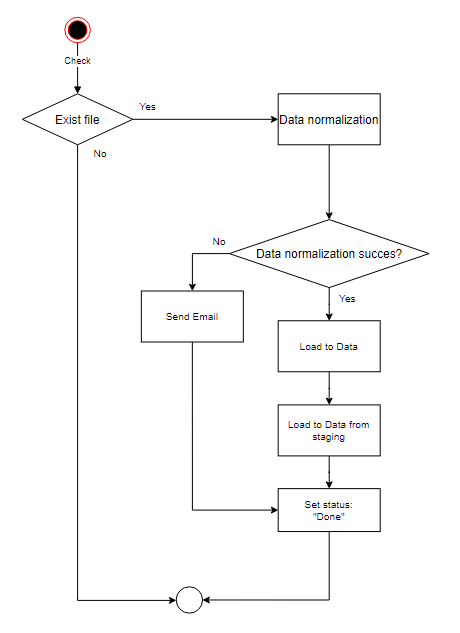 Check
Yes
Exist file
Data normalization
No
No
Data normalization succes?
Yes
Send Email
Load to Data
Load to Data from
staging
Set status:
"Done"